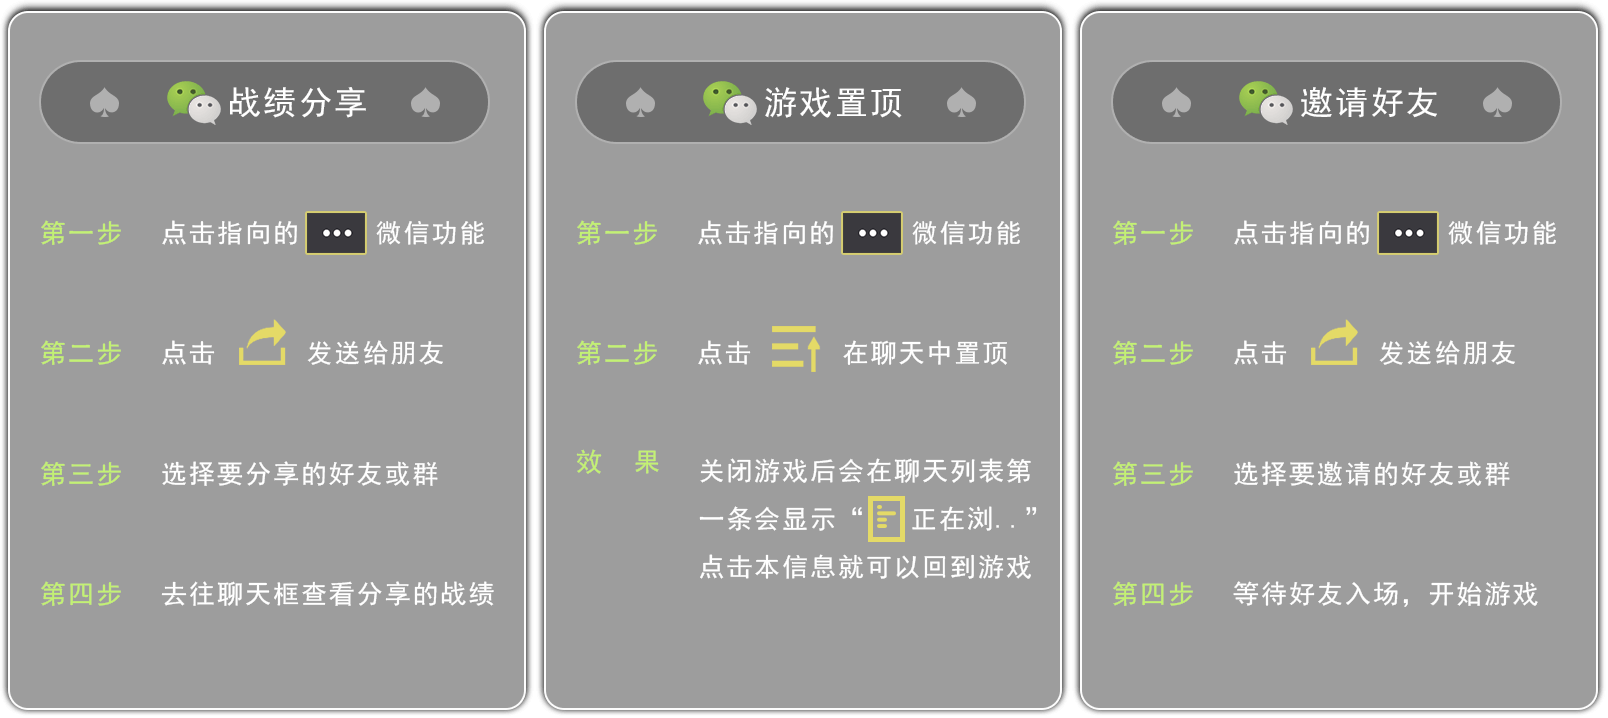 战绩分享
第一步 点击指向的 ••• 微信功能
第二步 点击 发送给朋友
第三步 选择要分享的好友或群
第四步 去往聊天框查看分享的战绩
游戏置顶
第一步 点击指向的 ••• 微信功能
第二步 点击 在聊天中置顶
效 果 关闭游戏后会在聊天列表第
一条会显示“ 正在浏..”
点击本信息就可以回到游戏
邀请好友
第一步 点击指向的 ••• 微信功能
第二步 点击 发送给朋友
第三步 选择要邀请的好友或群
第四步 等待好友入场，开始游戏